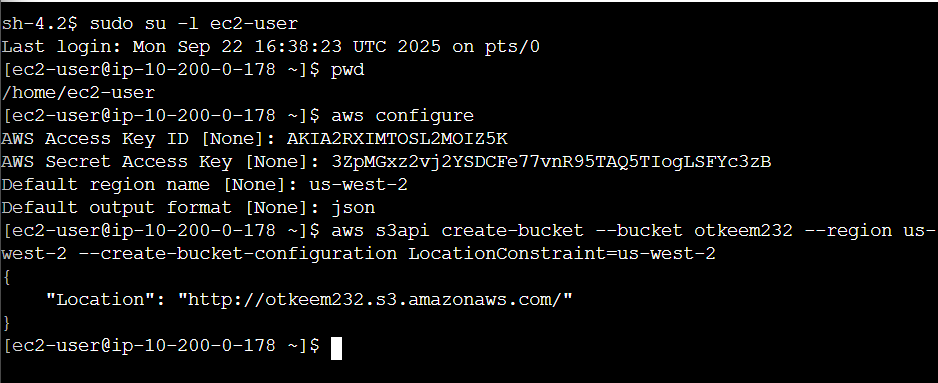 sh-4.2$ sudo su -l ec2-user
Last login: Mon Sep 22 16:38:23 UTC 2025 on pts/0
[ec2-user@ip-10-200-0-178 ~]$ pwd
/home/ec2-user
[ec2-user@ip-10-200-0-178 ~]$ aws configure
AWS Access Key ID [None]: AKIA2RXIMTOSL2MOIZ5K
AWS Secret Access Key [None]: 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
Default region name [None]: us-west-2
Default output format [None]: json
[ec2-user@ip-10-200-0-178 ~]$ aws s3api create-bucket --bucket otkeem232 --region us-
west-2 --create-bucket-configuration LocationConstraint=us-west-2
{
    "Location": "http://otkeem232.s3.amazonaws.com/"
}
[ec2-user@ip-10-200-0-178 ~]$